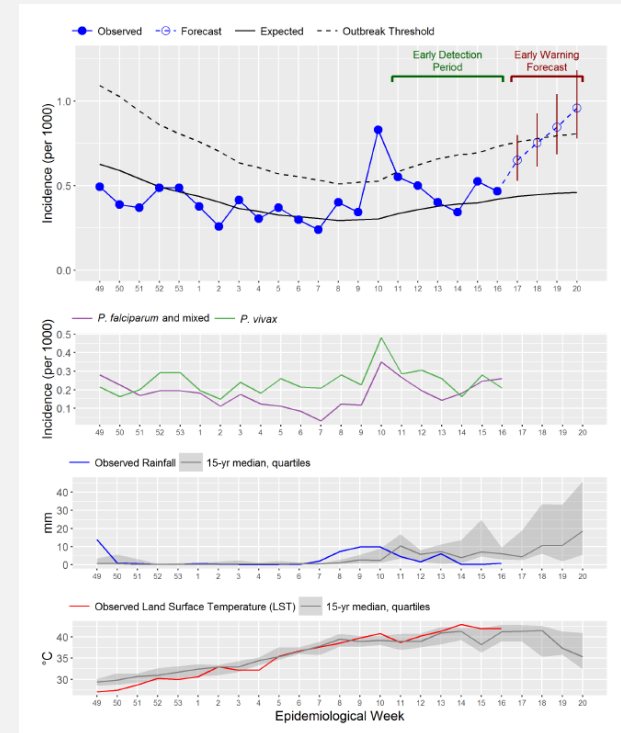 Observed Forecast Expected Outbreak Threshold
Early Detection
Period
Early Warning
Forecast
Incidence (per 1000)
1.0
0.5
0.0
49 50 51 52 53 1 2 3 4 5 6 7 8 9 10 11 12 13 14 15 16 17 18 19 20
P. falciparum and mixed P. vivax
Incidence (per 1000)
0.5
0.4
0.3
0.2
0.1
49 50 51 52 53 1 2 3 4 5 6 7 8 9 10 11 12 13 14 15 16 17 18 19 20
Observed Rainfall 15-yr median, quartiles
mm
40
30
20
10
0
49 50 51 52 53 1 2 3 4 5 6 7 8 9 10 11 12 13 14 15 16 17 18 19 20
Observed Land Surface Temperature (LST) 15-yr median, quartiles
°C
40
35
30
49 50 51 52 53 1 2 3 4 5 6 7 8 9 10 11 12 13 14 15 16 17 18 19 20
Epidemiological Week